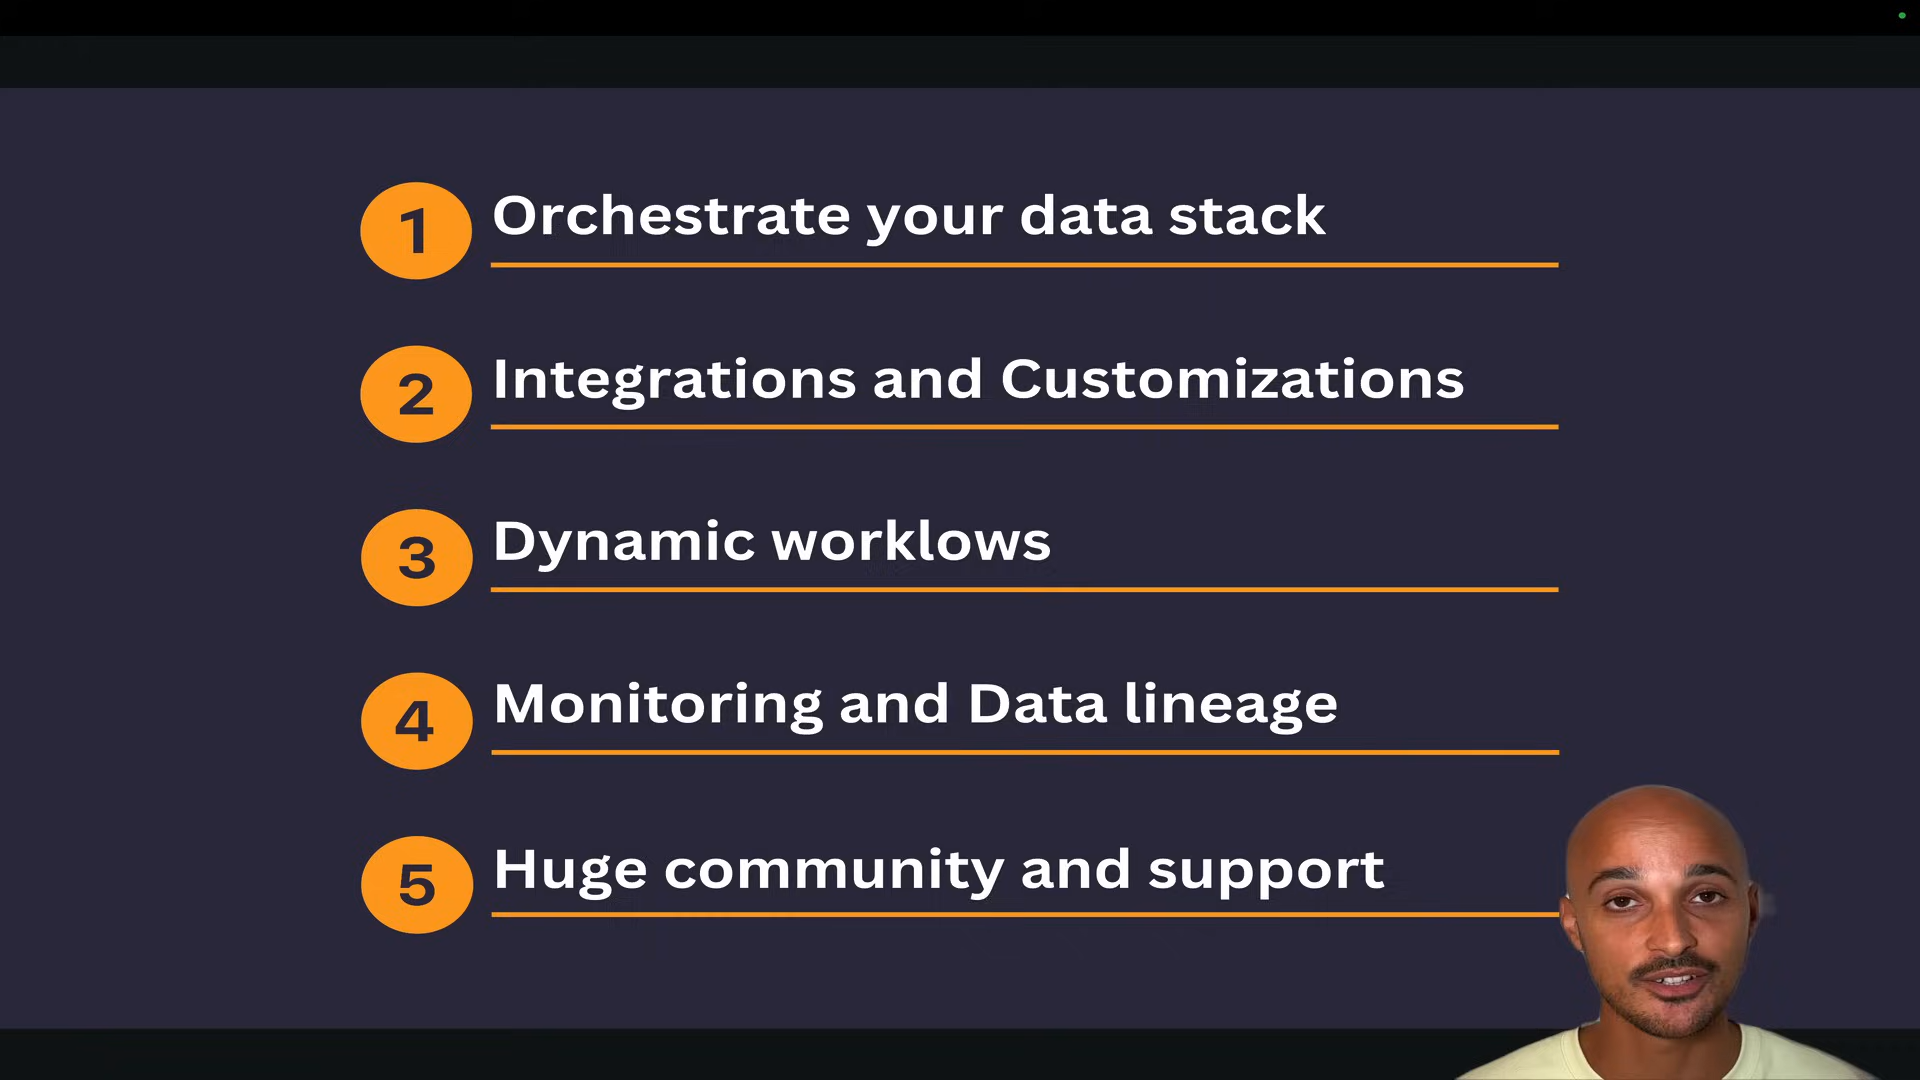 1 Orchestrate your data stack
2 Integrations and Customizations
3 Dynamic worklows
4 Monitoring and Data lineage
5 Huge community and support